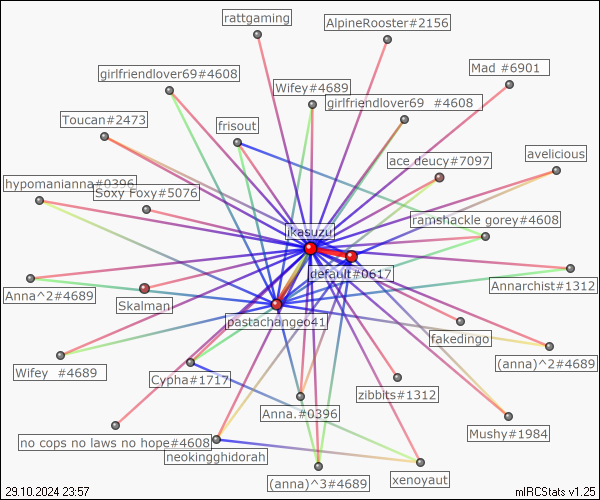 rattgaming
AlpineRooster#2156
girlfriendlover69#4608
Mad #6901
Wifey#4689
girlfriendlover69  #4608
Toucan#2473
frisout
avelicious
ace deucy#7097
hypomanianna#0396
Soxy Foxy#5076
ramshackle gorey#4608
jkasuzu
default#0617
Annarchist#1312
Anna^2#4689
Skalman
pastachangeo41
fakedingo
(anna)^2#4689
Wifey  #4689
Cypha#1717
zibbits#1312
Anna.#0396
Mushy#1984
no cops no laws no hope#4608
neokingghidorah
xenoyaut
(anna)^3#4689
29.10.2024 23:57
mIRCStats v1.25